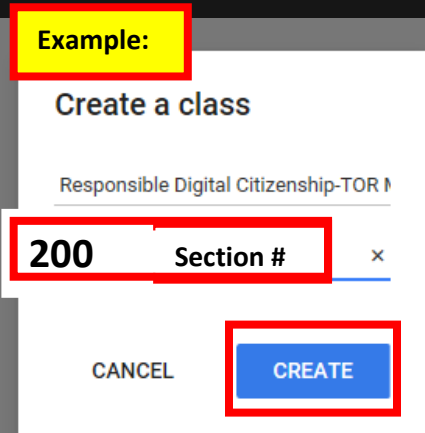 Example:
Create a class
Responsible Digital Citizenship-TOR
200 Section # ×
CANCEL CREATE